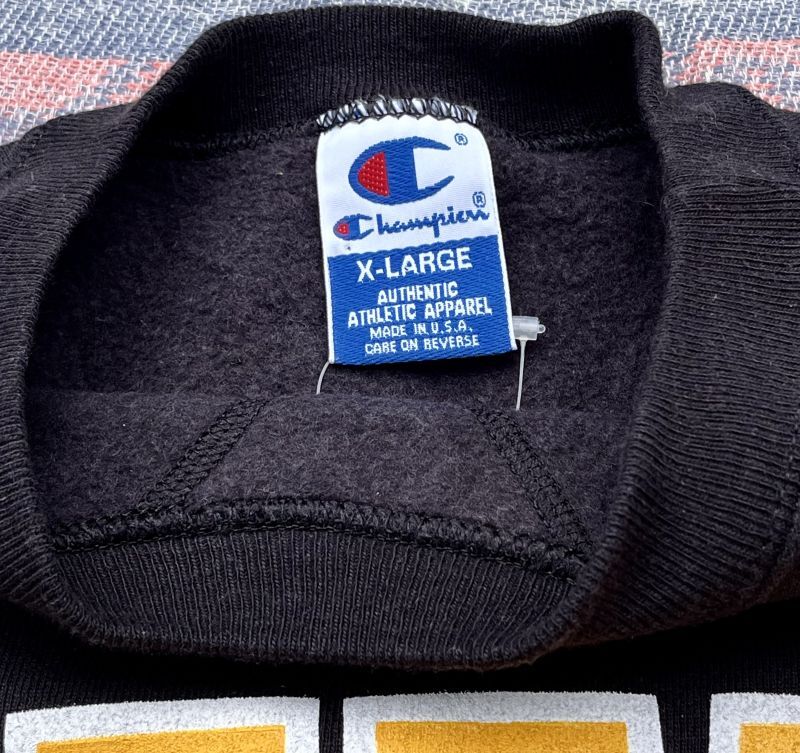 ®
Champion®
X-LARGE
AUTHENTIC
ATHLETIC APPAREL
MADE IN U.S.A.
CARE ON REVERSE